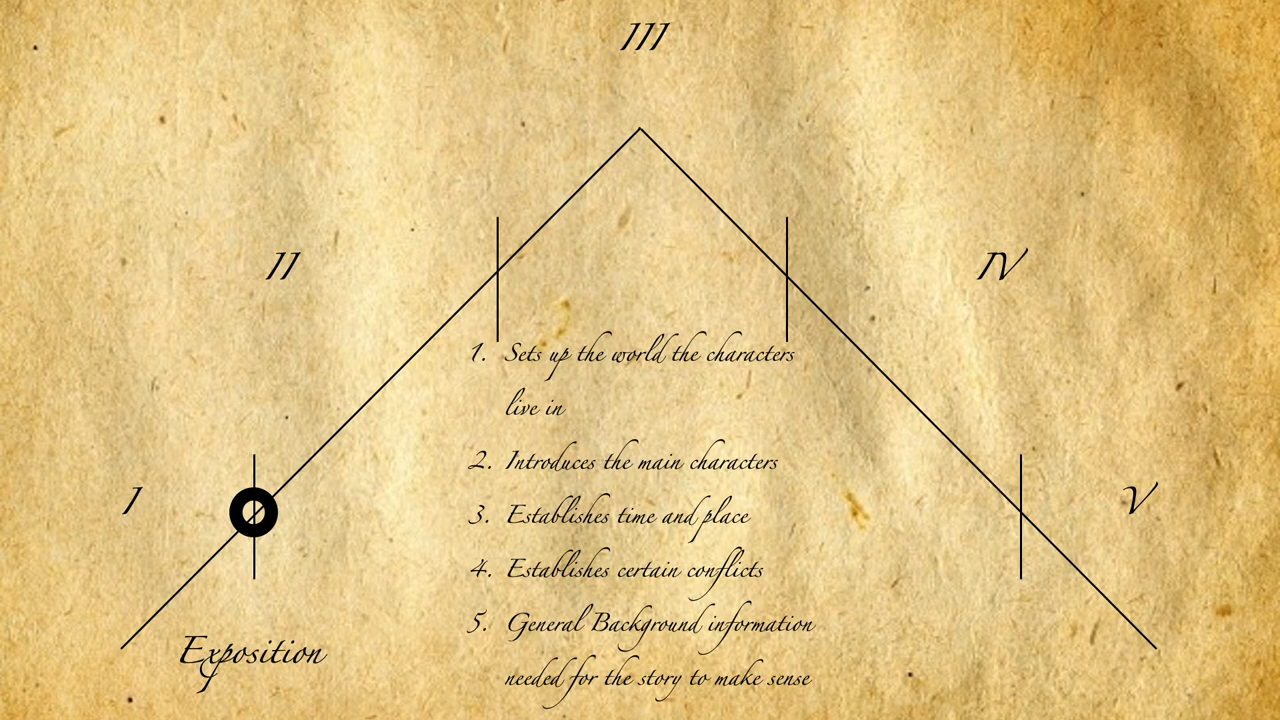 III
II
IV
1. Sets up the world the characters
live in
2. Introduces the main characters
I
V
3. Establishes time and place
4. Establishes certain conflicts
5. General Background information
needed for the story to make sense
Exposition